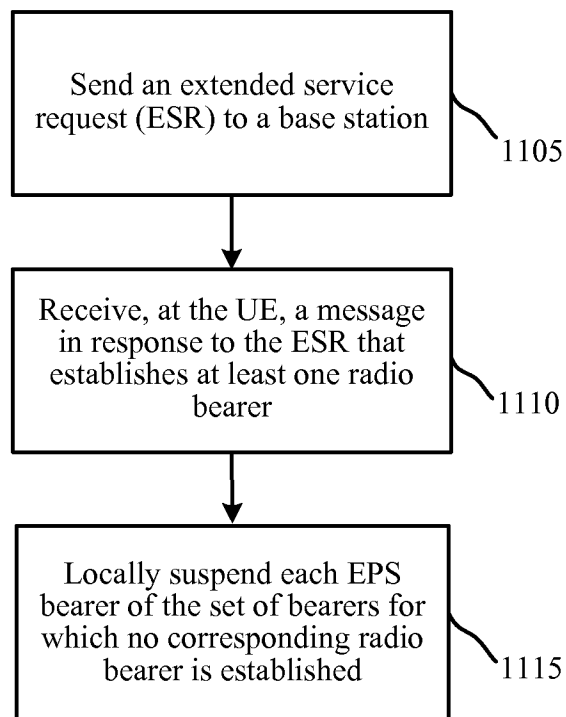 Send an extended service
request (ESR) to a base station
1105
Receive, at the UE, a message
in response to the ESR that
establishes at least one radio
bearer
1110
Locally suspend each EPS
bearer of the set of bearers for
which no corresponding radio
bearer is established
1115